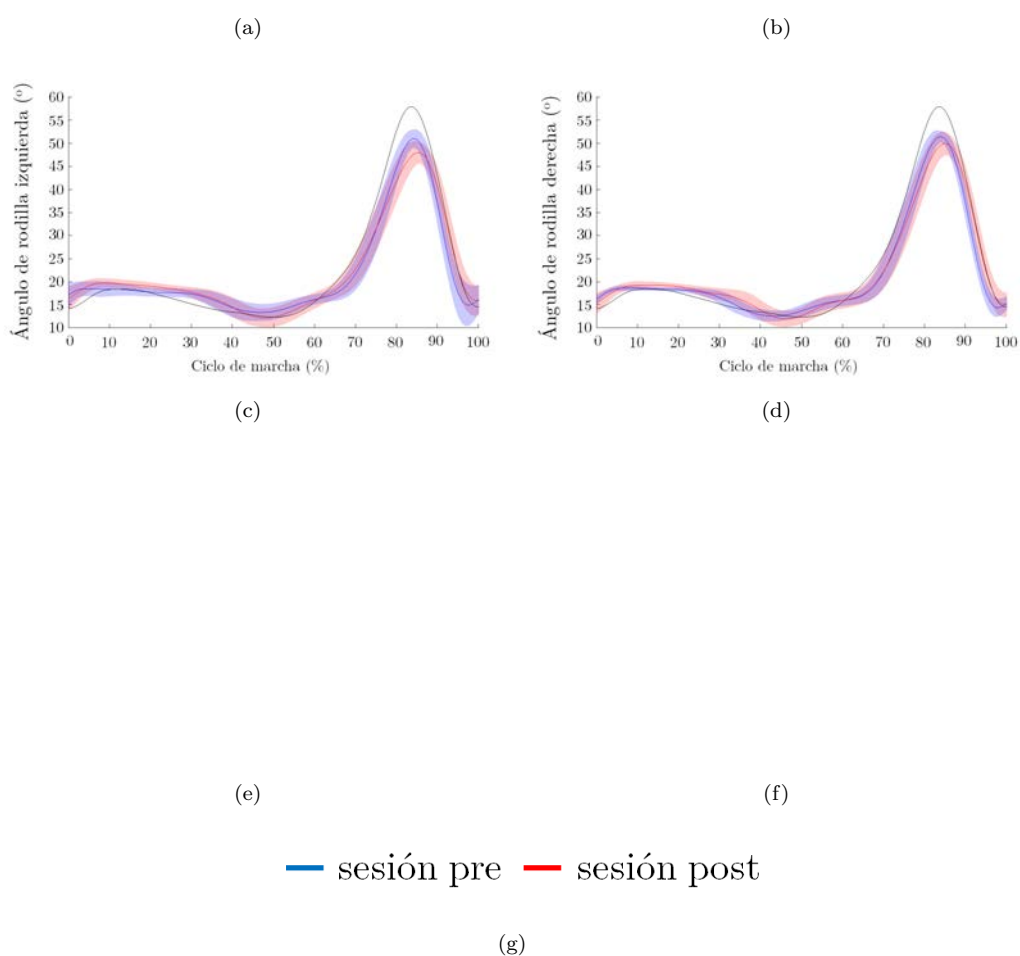 (a) (b)
Ángulo de rodilla izquierda (°)
60
55
50
45
40
35
30
25
20
15
10
0 10 20 30 40 50 60 70 80 90 100
Ciclo de marcha (%)
Ángulo de rodilla derecha (°)
60
55
50
45
40
35
30
25
20
15
10
0 10 20 30 40 50 60 70 80 90 100
Ciclo de marcha (%)
(c) (d)
(e) (f)
sesión pre sesión post
(g)